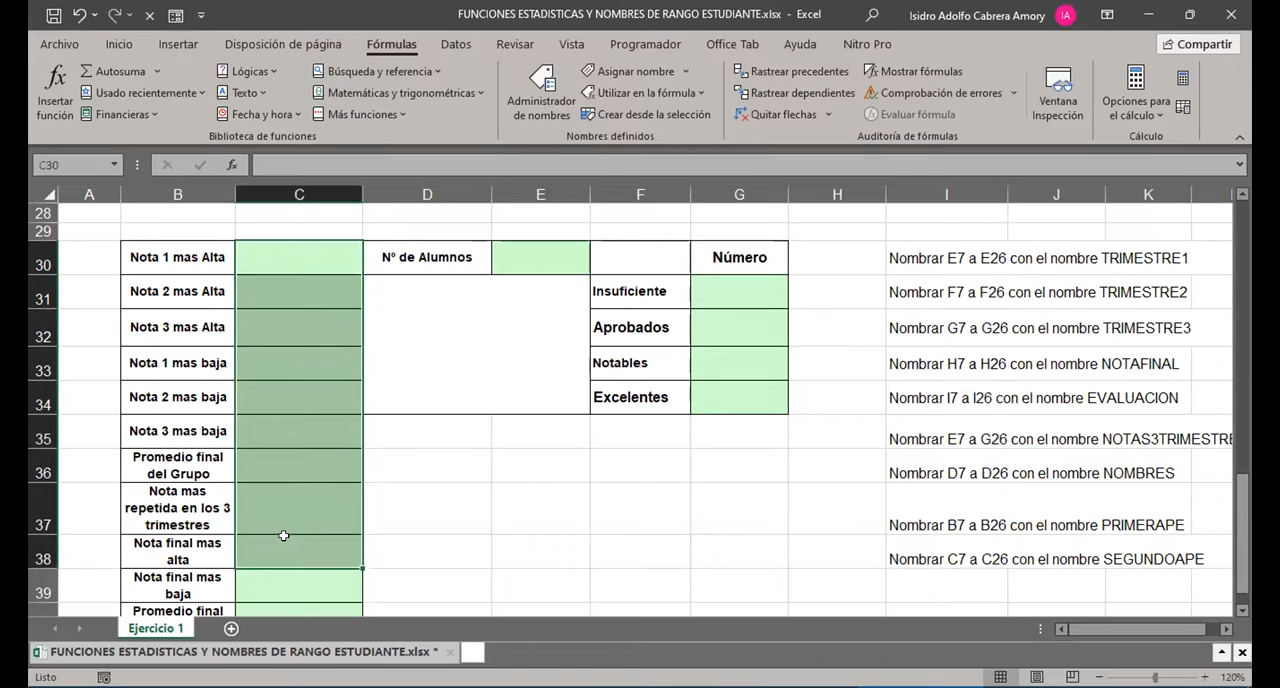 FUNCIONES ESTADISTICAS Y NOMBRES DE RANGO ESTUDIANTE.xlsx - Excel
Isidro Adolfo Cabrera Amory
IA
Archivo Inicio Insertar Disposición de página Fórmulas Datos Revisar Vista Programador Office Tab Ayuda Nitro Pro Compartir
fx Insertar función
Autosuma
Usado recientemente
Financieras
Lógicas
Texto
Fecha y hora
Búsqueda y referencia
Matemáticas y trigonométricas
Más funciones
Biblioteca de funciones
Administrador de nombres
Asignar nombre
Utilizar en la fórmula
Crear desde la selección
Nombres definidos
Rastrear precedentes
Rastrear dependientes
Quitar flechas
Mostrar fórmulas
Comprobación de errores
Evaluar fórmula
Auditoría de fórmulas
Ventana Inspección
Opciones para el cálculo
Cálculo
C30 fx
A B C D E F G H I J K
28
29
30 Nota 1 mas Alta Nº de Alumnos Número Nombrar E7 a E26 con el nombre TRIMESTRE1
31 Nota 2 mas Alta Insuficiente Nombrar F7 a F26 con el nombre TRIMESTRE2
32 Nota 3 mas Alta Aprobados Nombrar G7 a G26 con el nombre TRIMESTRE3
33 Nota 1 mas baja Notables Nombrar H7 a H26 con el nombre NOTAFINAL
34 Nota 2 mas baja Excelentes Nombrar I7 a I26 con el nombre EVALUACION
35 Nota 3 mas baja Nombrar E7 a G26 con el nombre NOTAS3TRIMESTRE
Promedio final
36 del Grupo Nombrar D7 a D26 con el nombre NOMBRES
Nota mas
repetida en los 3
37 trimestres Nombrar B7 a B26 con el nombre PRIMERAPE
Nota final mas
38 alta Nombrar C7 a C26 con el nombre SEGUNDOAPE
Nota final mas
39 baja
Promedio final
Ejercicio 1
FUNCIONES ESTADISTICAS Y NOMBRES DE RANGO ESTUDIANTE.xlsx *
Listo
120%